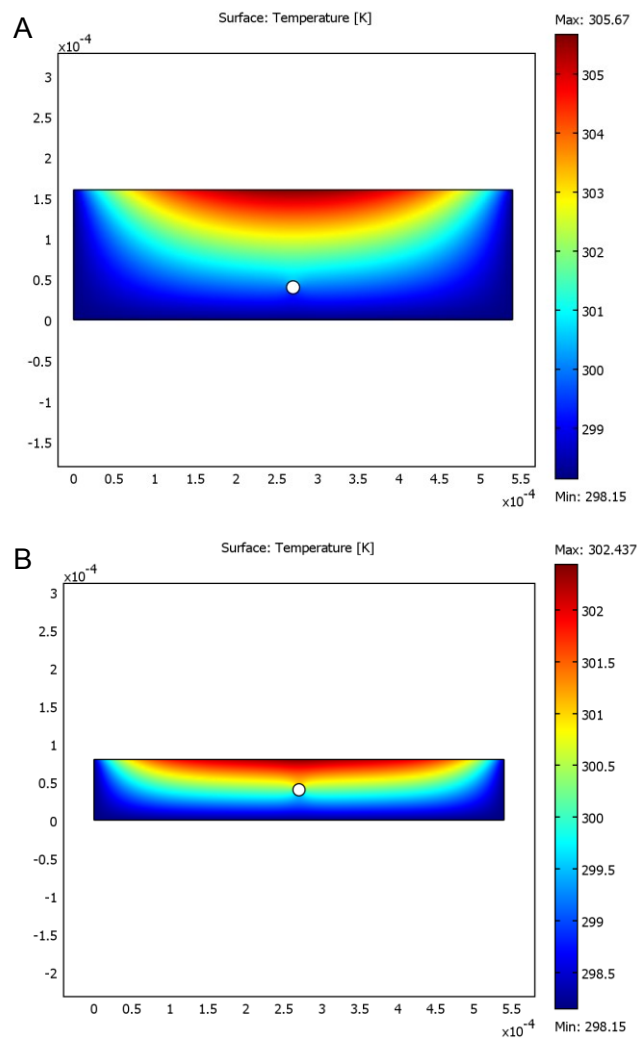 A
Surface: Temperature [K]
Max: 305.67
x10⁻⁴
3
2.5
2
1.5
1
0.5
0
-0.5
-1
-1.5
0 0.5 1 1.5 2 2.5 3 3.5 4 4.5 5 5.5
x10⁻⁴
305
304
303
302
301
300
299
Min: 298.15
B
Surface: Temperature [K]
Max: 302.437
x10⁻⁴
3
2.5
2
1.5
1
0.5
0
-0.5
-1
-1.5
-2
0 0.5 1 1.5 2 2.5 3 3.5 4 4.5 5 5.5
x10⁻⁴
302
301.5
301
300.5
300
299.5
299
298.5
Min: 298.15